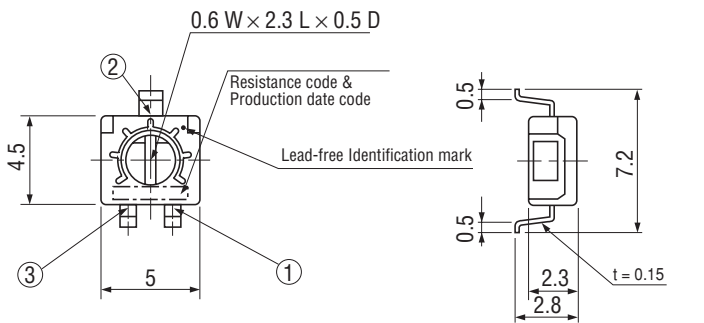 0.6 W × 2.3 L × 0.5 D
②
Resistance code &
Production date code
Lead-free Identification mark
4.5
③
①
5
0.5
7.2
0.5
t = 0.15
2.3
2.8